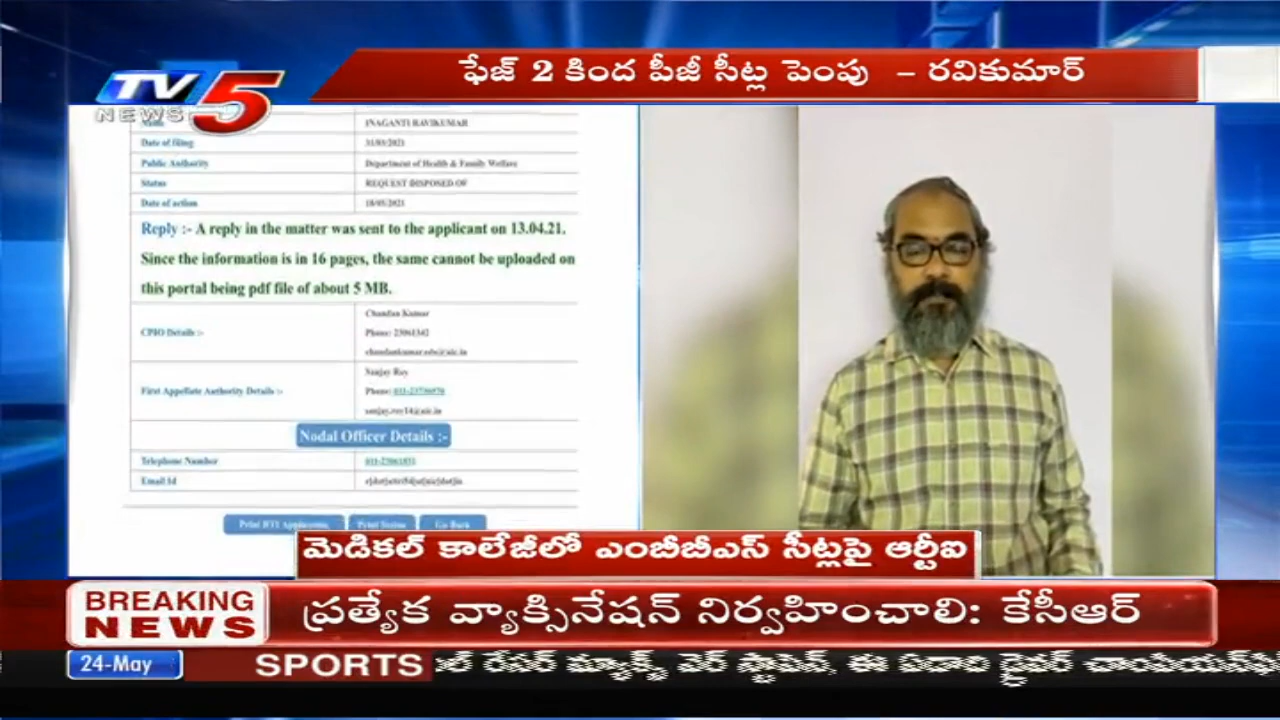 ఫేజ్ 2 కింద పీజీ సీట్ల పెంపు – రవికుమార్
TV5
NEWS
Name INAGANTI RAVIKUMAR
Date of filing 31/03/2021
Public Authority Department of Health & Family Welfare
Status REQUEST DISPOSED OF
Date of action 18/05/2021
Reply :- A reply in the matter was sent to the applicant on 13.04.21.
Since the information is in 16 pages, the same cannot be uploaded on
this portal being pdf file of about 5 MB.
Chandan Kumar
CPIO Details :- Phone: 23061342
Sanjay Roy
First Appellate Authority Details :- Phone:
Nodal Officer Details :-
Telephone Number
Email Id
Print RTI Application Print Status Go Back
మెడికల్ కాలేజీలో ఎంబీబీఎస్ సీట్లపై ఆర్టీఐ
BREAKING
NEWS
ప్రత్యేక వ్యాక్సినేషన్ నిర్వహించాలి: కేసీఆర్
24-May
SPORTS